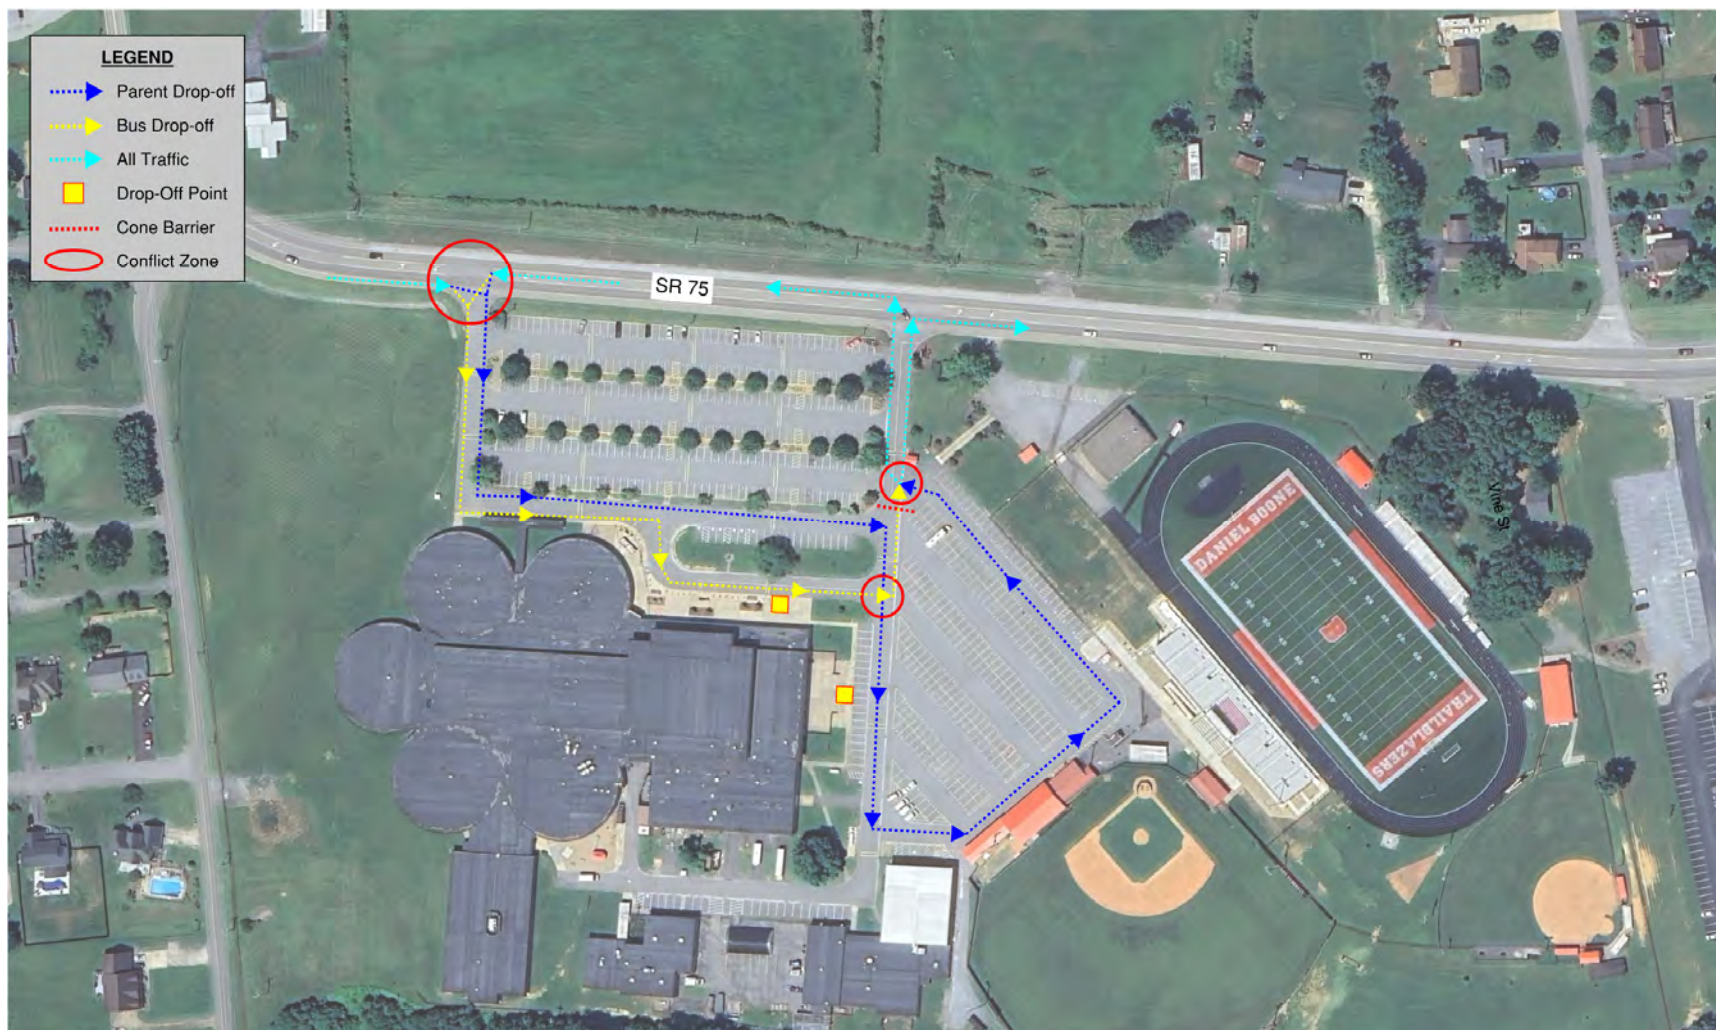 LEGEND
Parent Drop-off
Bus Drop-off
All Traffic
Drop-Off Point
Cone Barrier
Conflict Zone
SR 75
Vine St
DANIEL BOONE
B
TRAILBLAZERS